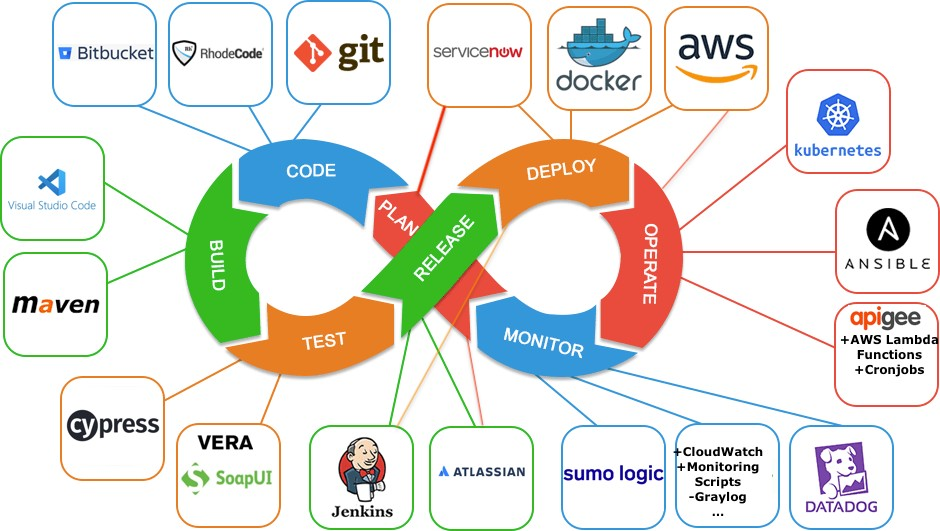 Bitbucket
RhodeCode
git
servicenow
docker
aws
kubernetes
Visual Studio Code
CODE
DEPLOY
PLAN
RELEASE
BUILD
OPERATE
ANSIBLE
maven
TEST
MONITOR
apigee
+AWS Lambda
Functions
+Cronjobs
cypress
VERA
SoapUI
Jenkins
ATLASSIAN
sumo logic
+CloudWatch
+Monitoring
Scripts
-Graylog
...
DATADOG